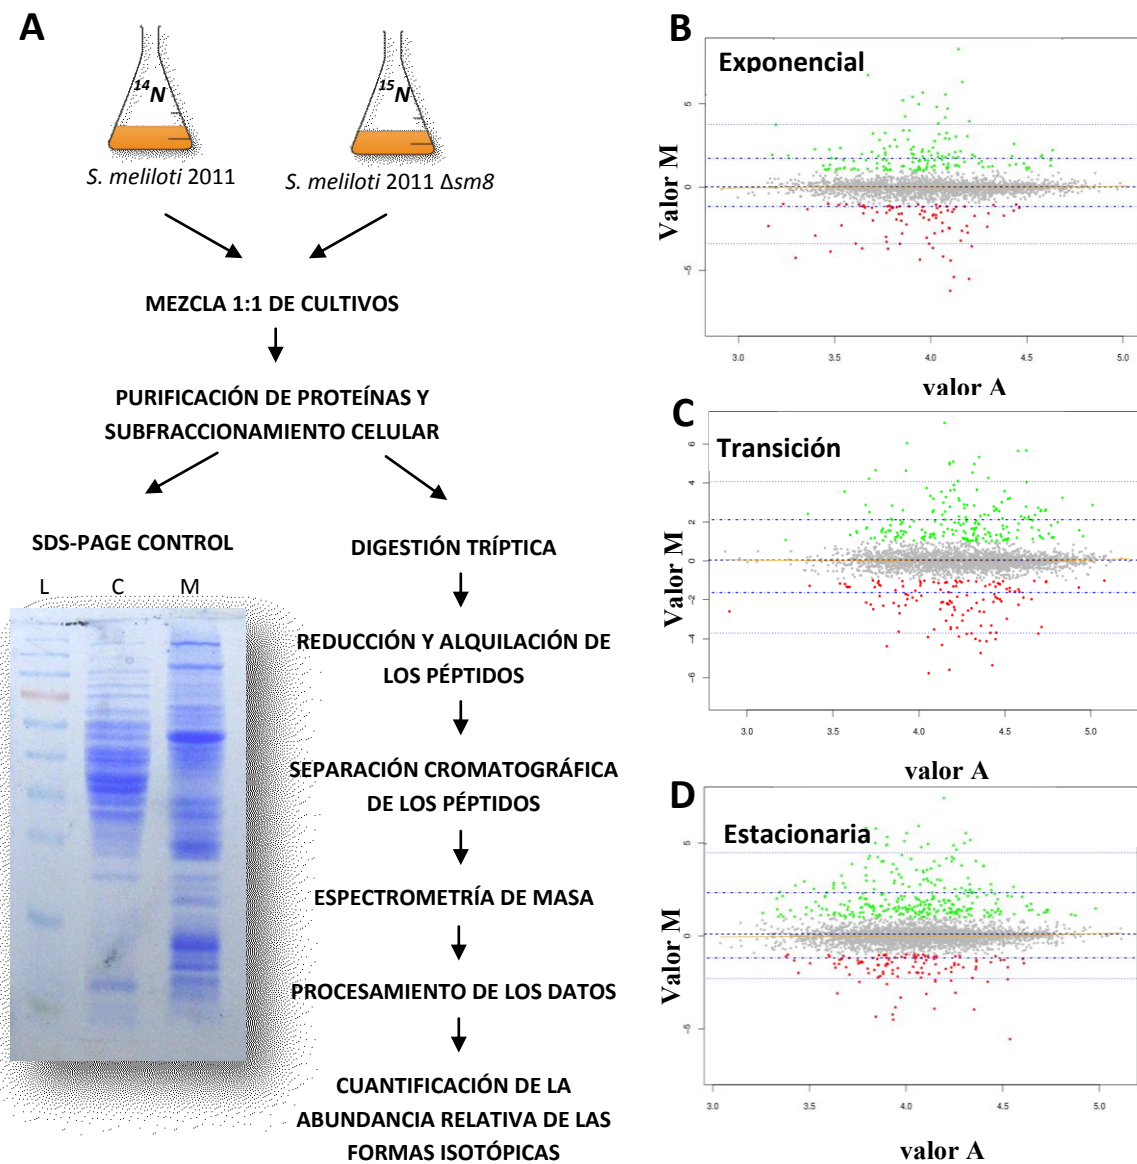 A
14N
15N
S. meliloti 2011
S. meliloti 2011 Δsm8
MEZCLA 1:1 DE CULTIVOS
PURIFICACIÓN DE PROTEÍNAS Y
SUBFRACCIONAMIENTO CELULAR
SDS-PAGE CONTROL
L C M
DIGESTIÓN TRÍPTICA
REDUCCIÓN Y ALQUILACIÓN DE
LOS PÉPTIDOS
SEPARACIÓN CROMATOGRÁFICA
DE LOS PÉPTIDOS
ESPECTROMETRÍA DE MASA
PROCESAMIENTO DE LOS DATOS
CUANTIFICACIÓN DE LA
ABUNDANCIA RELATIVA DE LAS
FORMAS ISOTÓPICAS
B
Exponencial
Valor M
5
0
-5
3.0 3.5 4.0 4.5 5.0
valor A
C
Transición
Valor M
6
4
2
0
-2
-4
-6
3.0 3.5 4.0 4.5 5.0
valor A
D
Estacionaria
Valor M
5
0
-5
3.0 3.5 4.0 4.5 5.0
valor A